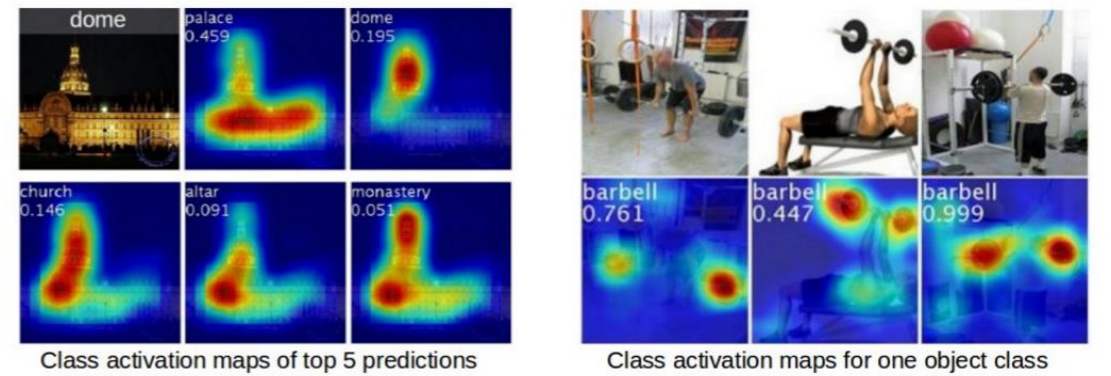 dome
palace
0.459
dome
0.195
church
0.146
altar
0.091
monastery
0.051
Class activation maps of top 5 predictions
barbell
0.761
barbell
0.447
barbell
0.999
Class activation maps for one object class